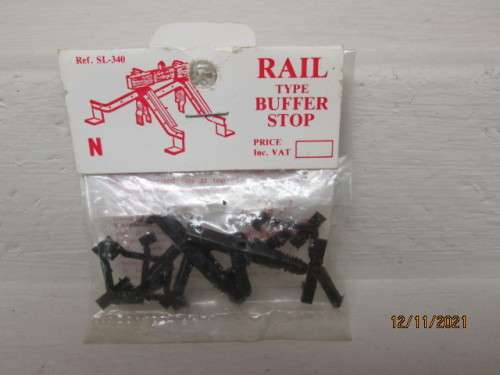 Ref. SL-340
RAIL
TYPE
BUFFER
STOP
N
PRICE
Inc. VAT
12/11/2021